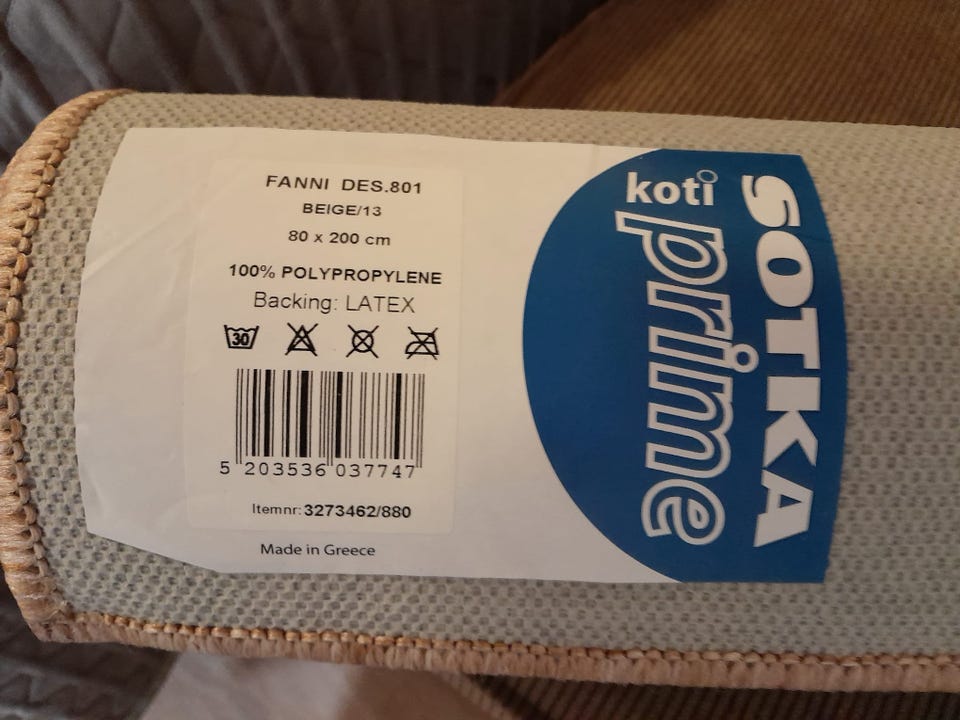 FANNI DES.801
BEIGE/13
80 x 200 cm
100% POLYPROPYLENE
Backing: LATEX
30
5 203536 037747
Itemnr: 3273462/880
Made in Greece
SOTKA
koti
prime